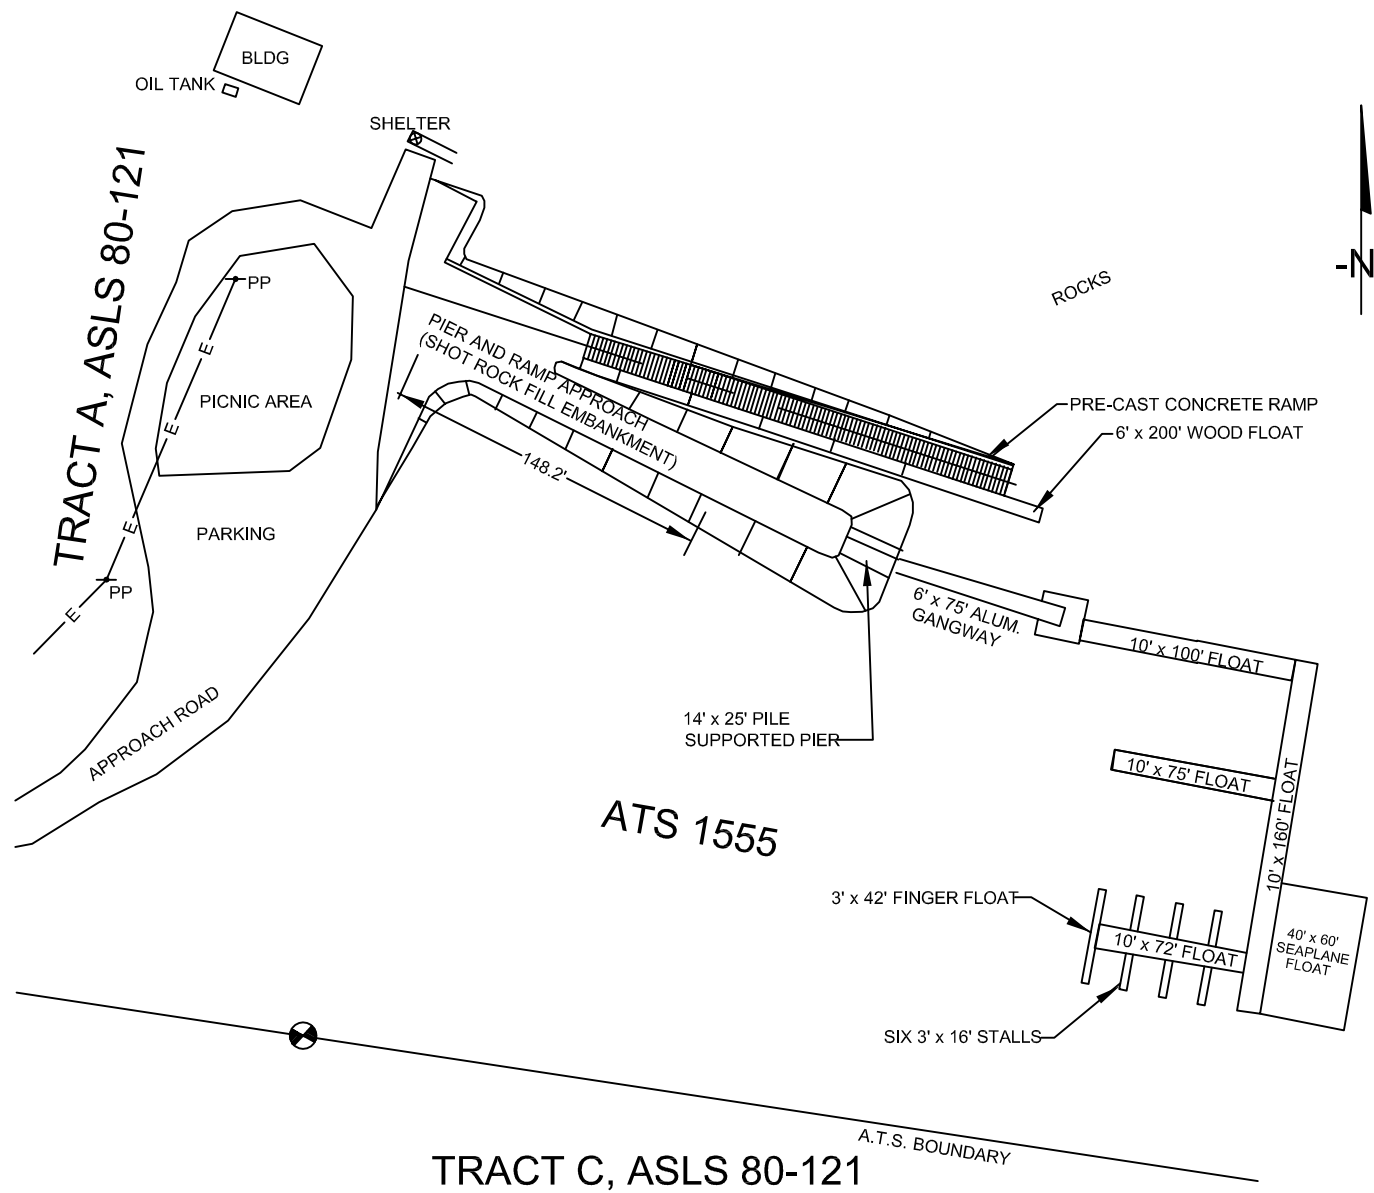 BLDG
OIL TANK
SHELTER
TRACT A, ASLS 80-121
PP
E
E
PICNIC AREA
E
PARKING
PP
E
APPROACH ROAD
PIER AND RAMP APPROACH
(SHOT ROCK FILL EMBANKMENT)
148.2'
ROCKS
-N
PRE-CAST CONCRETE RAMP
6' x 200' WOOD FLOAT
6' x 75' ALUM.
GANGWAY
10' x 100' FLOAT
14' x 25' PILE
SUPPORTED PIER
10' x 75' FLOAT
10' x 160' FLOAT
ATS 1555
3' x 42' FINGER FLOAT
10' x 72' FLOAT
40' x 60'
SEAPLANE
FLOAT
SIX 3' x 16' STALLS
A.T.S. BOUNDARY
TRACT C, ASLS 80-121